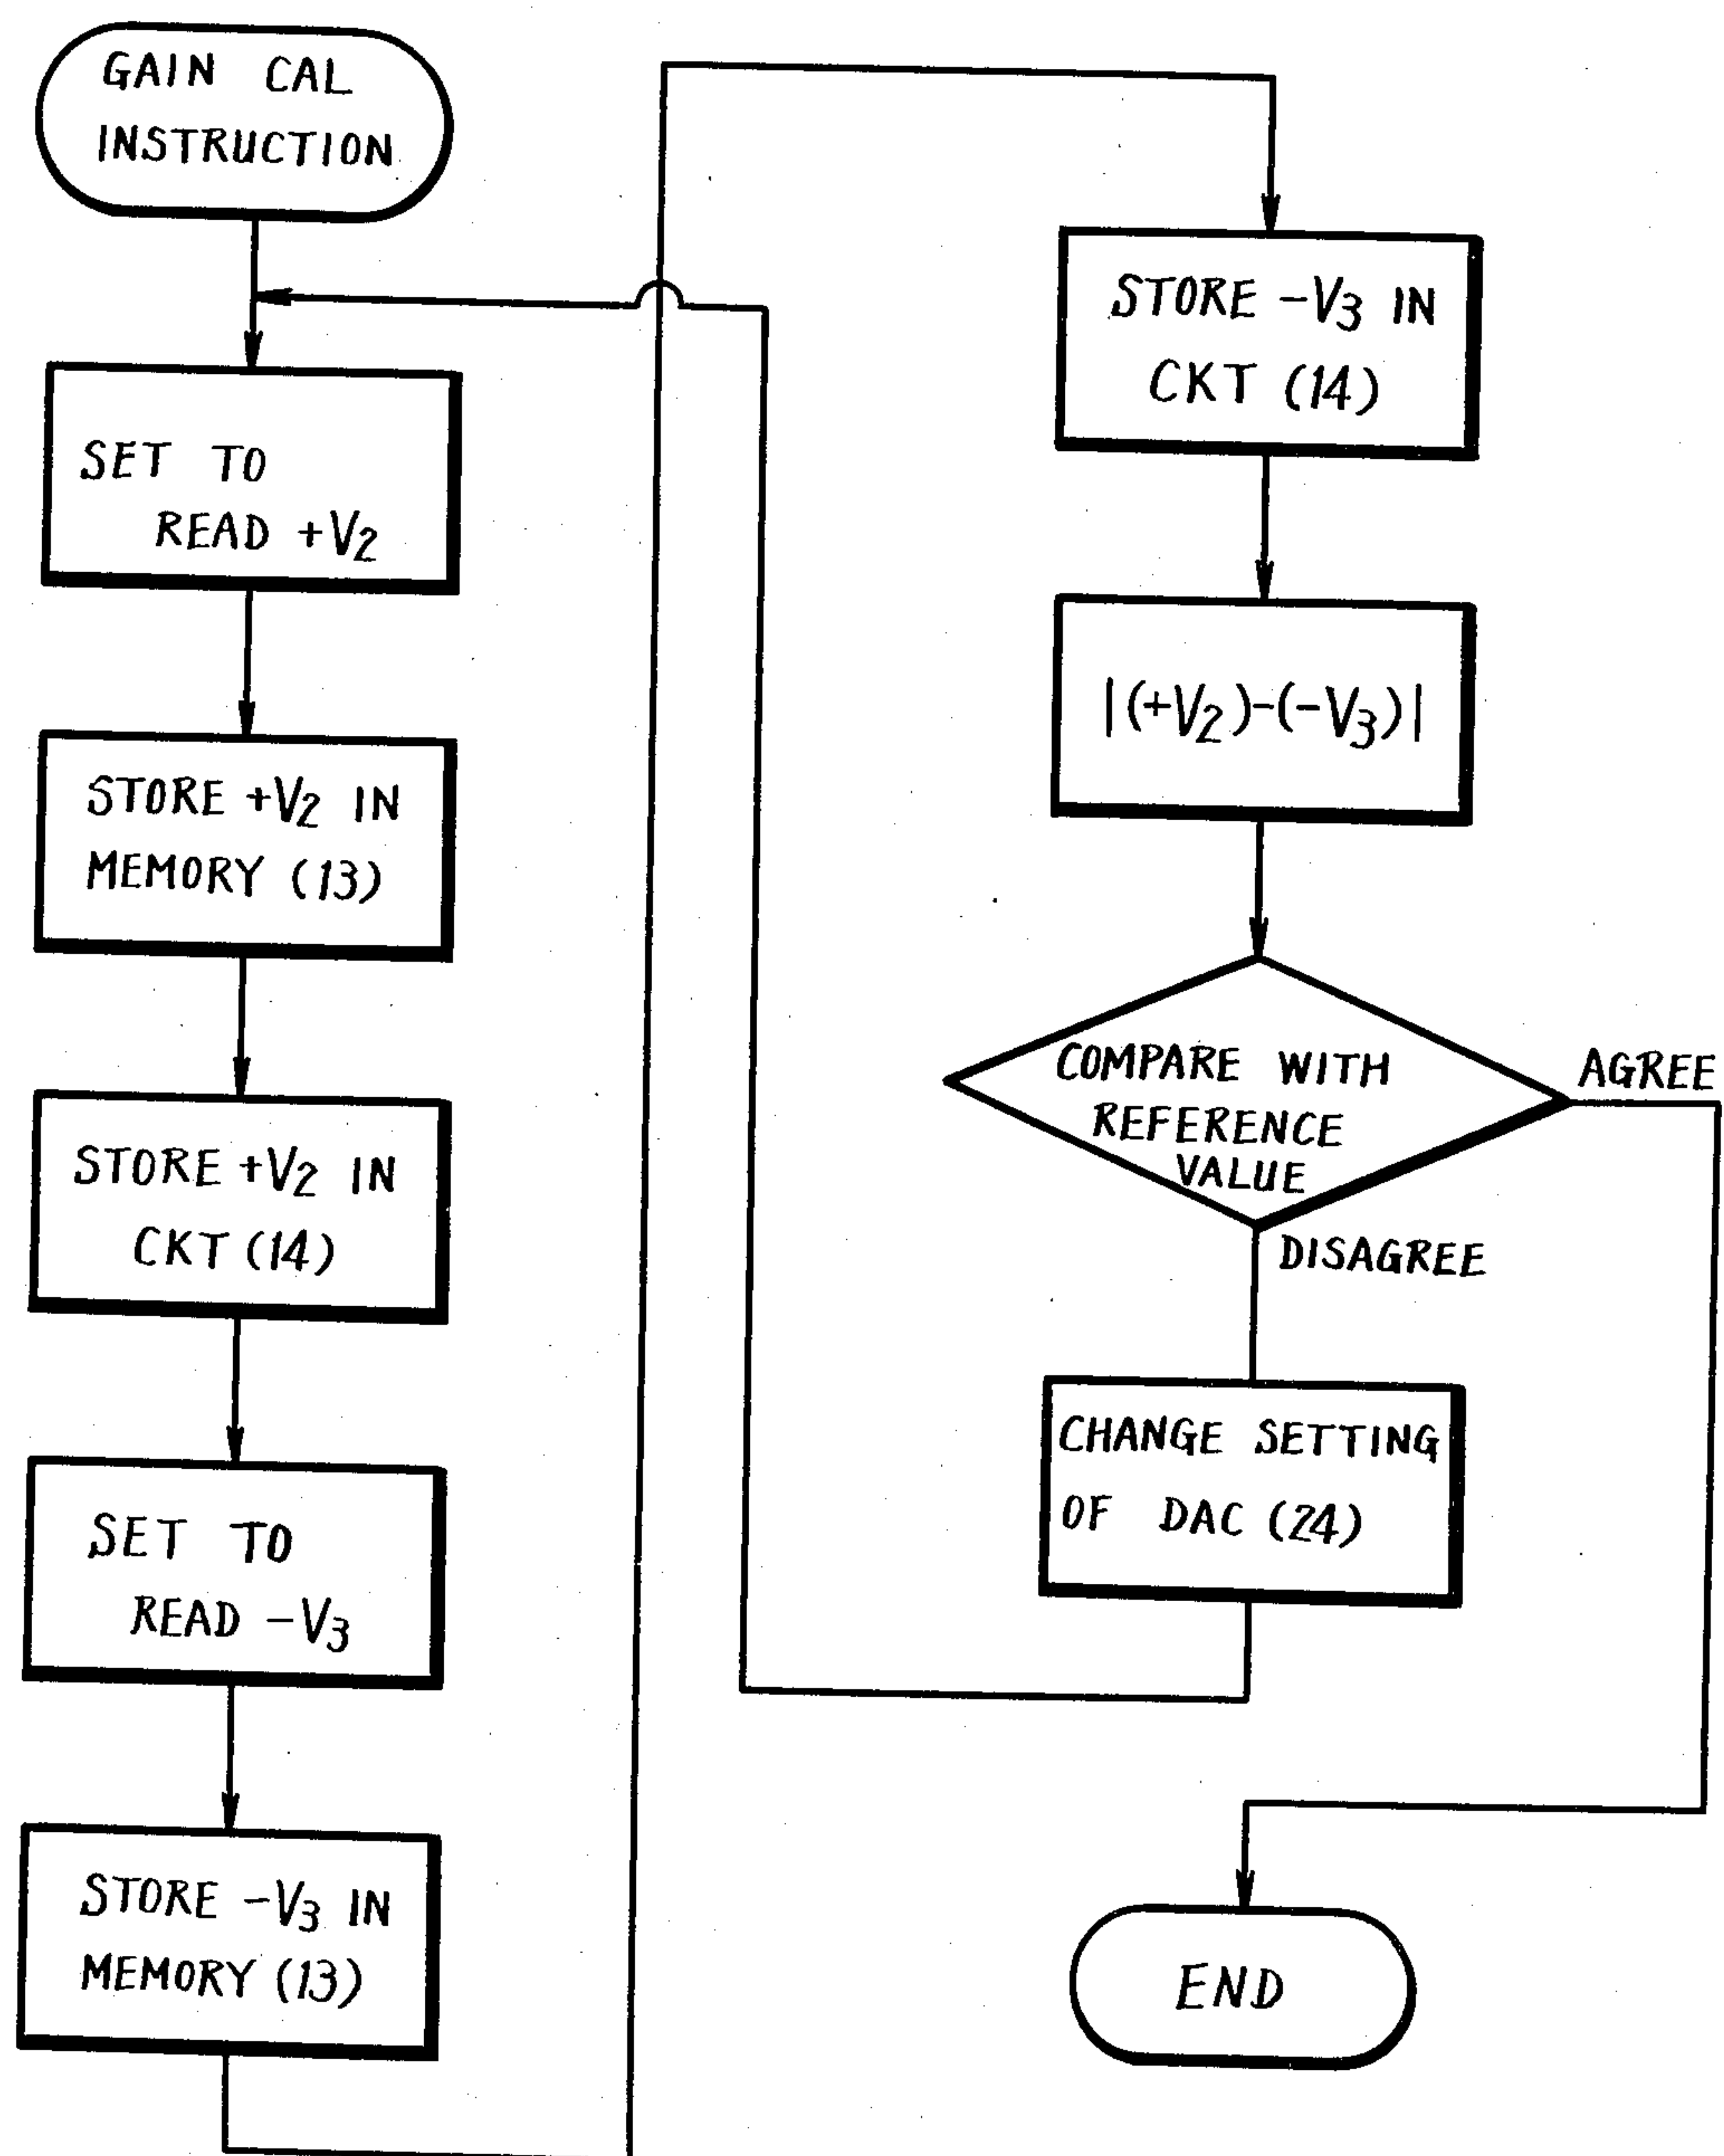 GAIN CAL
INSTRUCTION
SET TO
READ +V2
STORE +V2 IN
MEMORY (13)
STORE +V2 IN
CKT (14)
SET TO
READ -V3
STORE -V3 IN
MEMORY (13)
STORE -V3 IN
CKT (14)
|(+V2)-(-V3)|
COMPARE WITH
REFERENCE
VALUE
AGREE
DISAGREE
CHANGE SETTING
OF DAC (24)
END